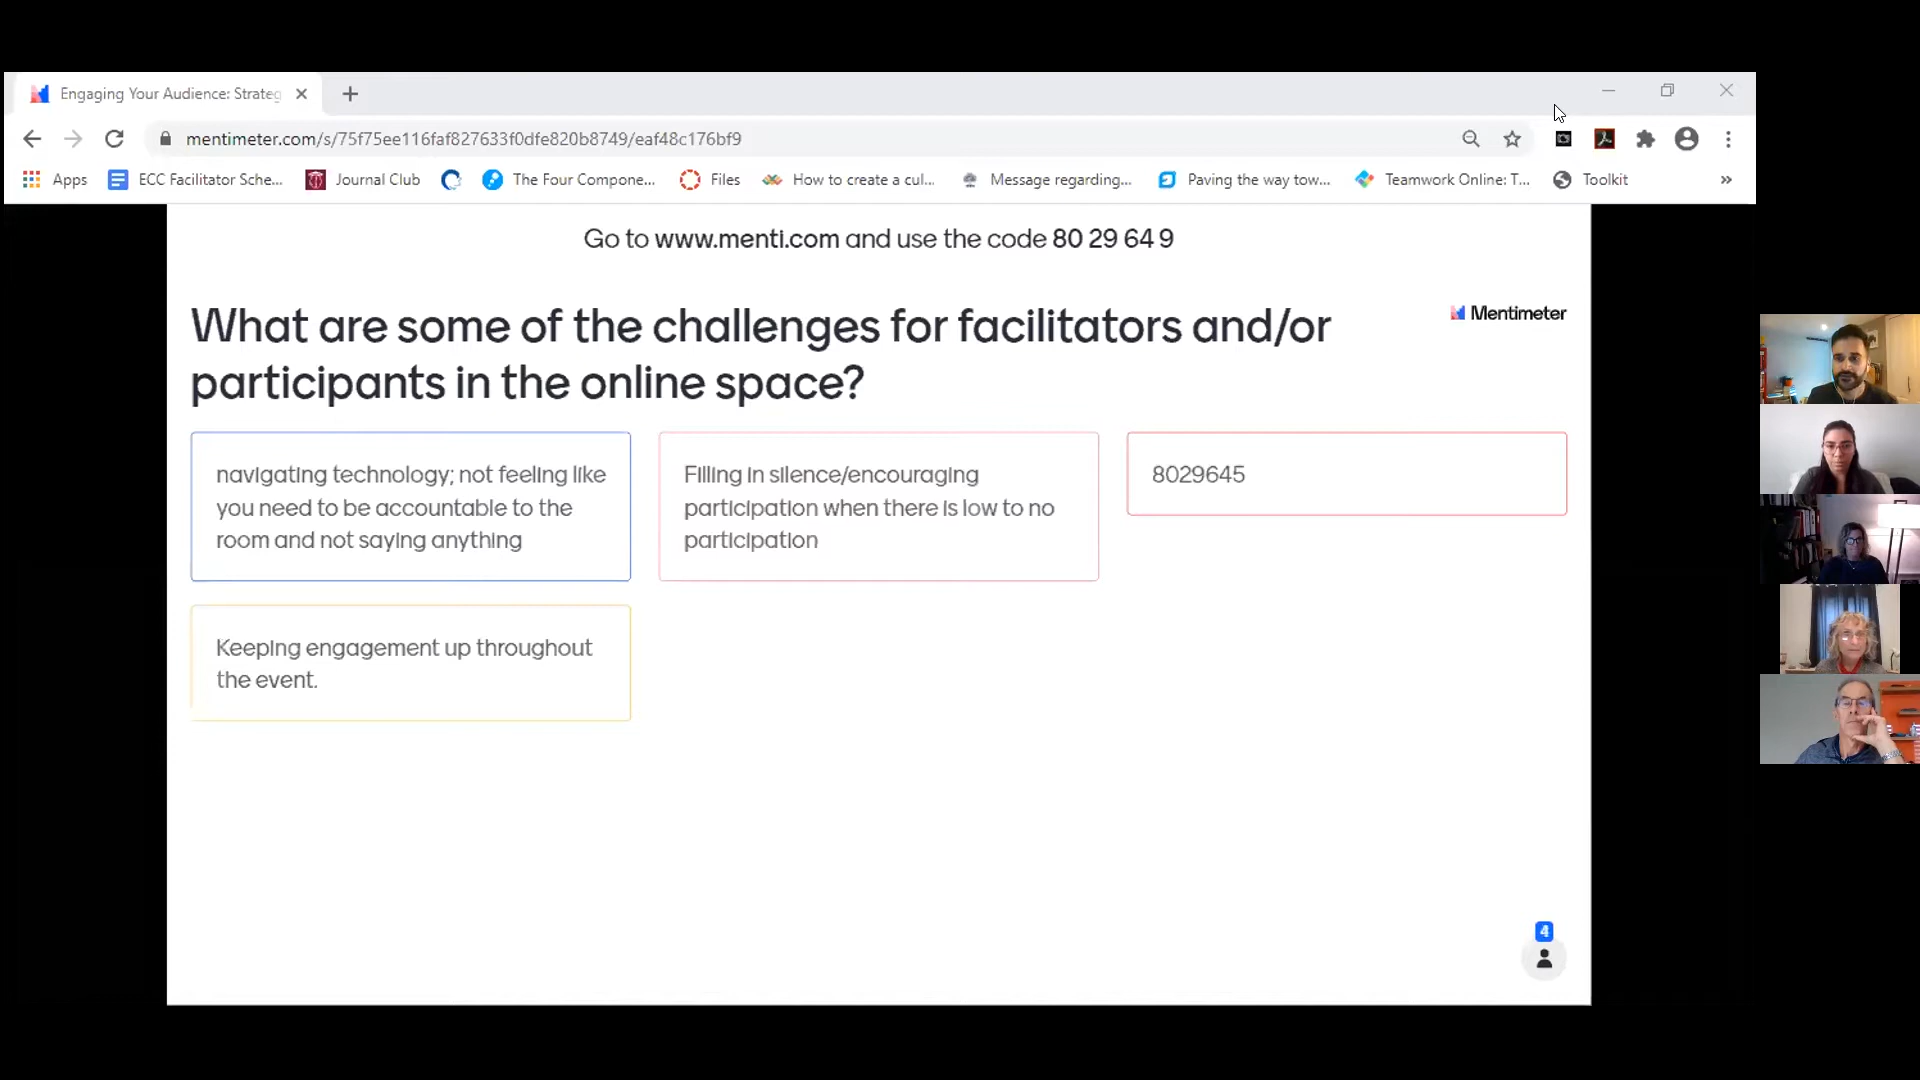 Engaging Your Audience: Strateg
mentimeter.com/s/75f75ee116faf827633f0dfe820b8749/eaf48c176bf9
Apps ECC Facilitator Sche... Journal Club The Four Compone... Files How to create a cul... Message regarding... Paving the way tow... Teamwork Online: T... Toolkit »
Go to www.menti.com and use the code 80 29 64 9
What are some of the challenges for facilitators and/or
participants in the online space?
Mentimeter
navigating technology; not feeling like
you need to be accountable to the
room and not saying anything
Filling in silence/encouraging
participation when there is low to no
participation
8029645
Keeping engagement up throughout
the event.
4